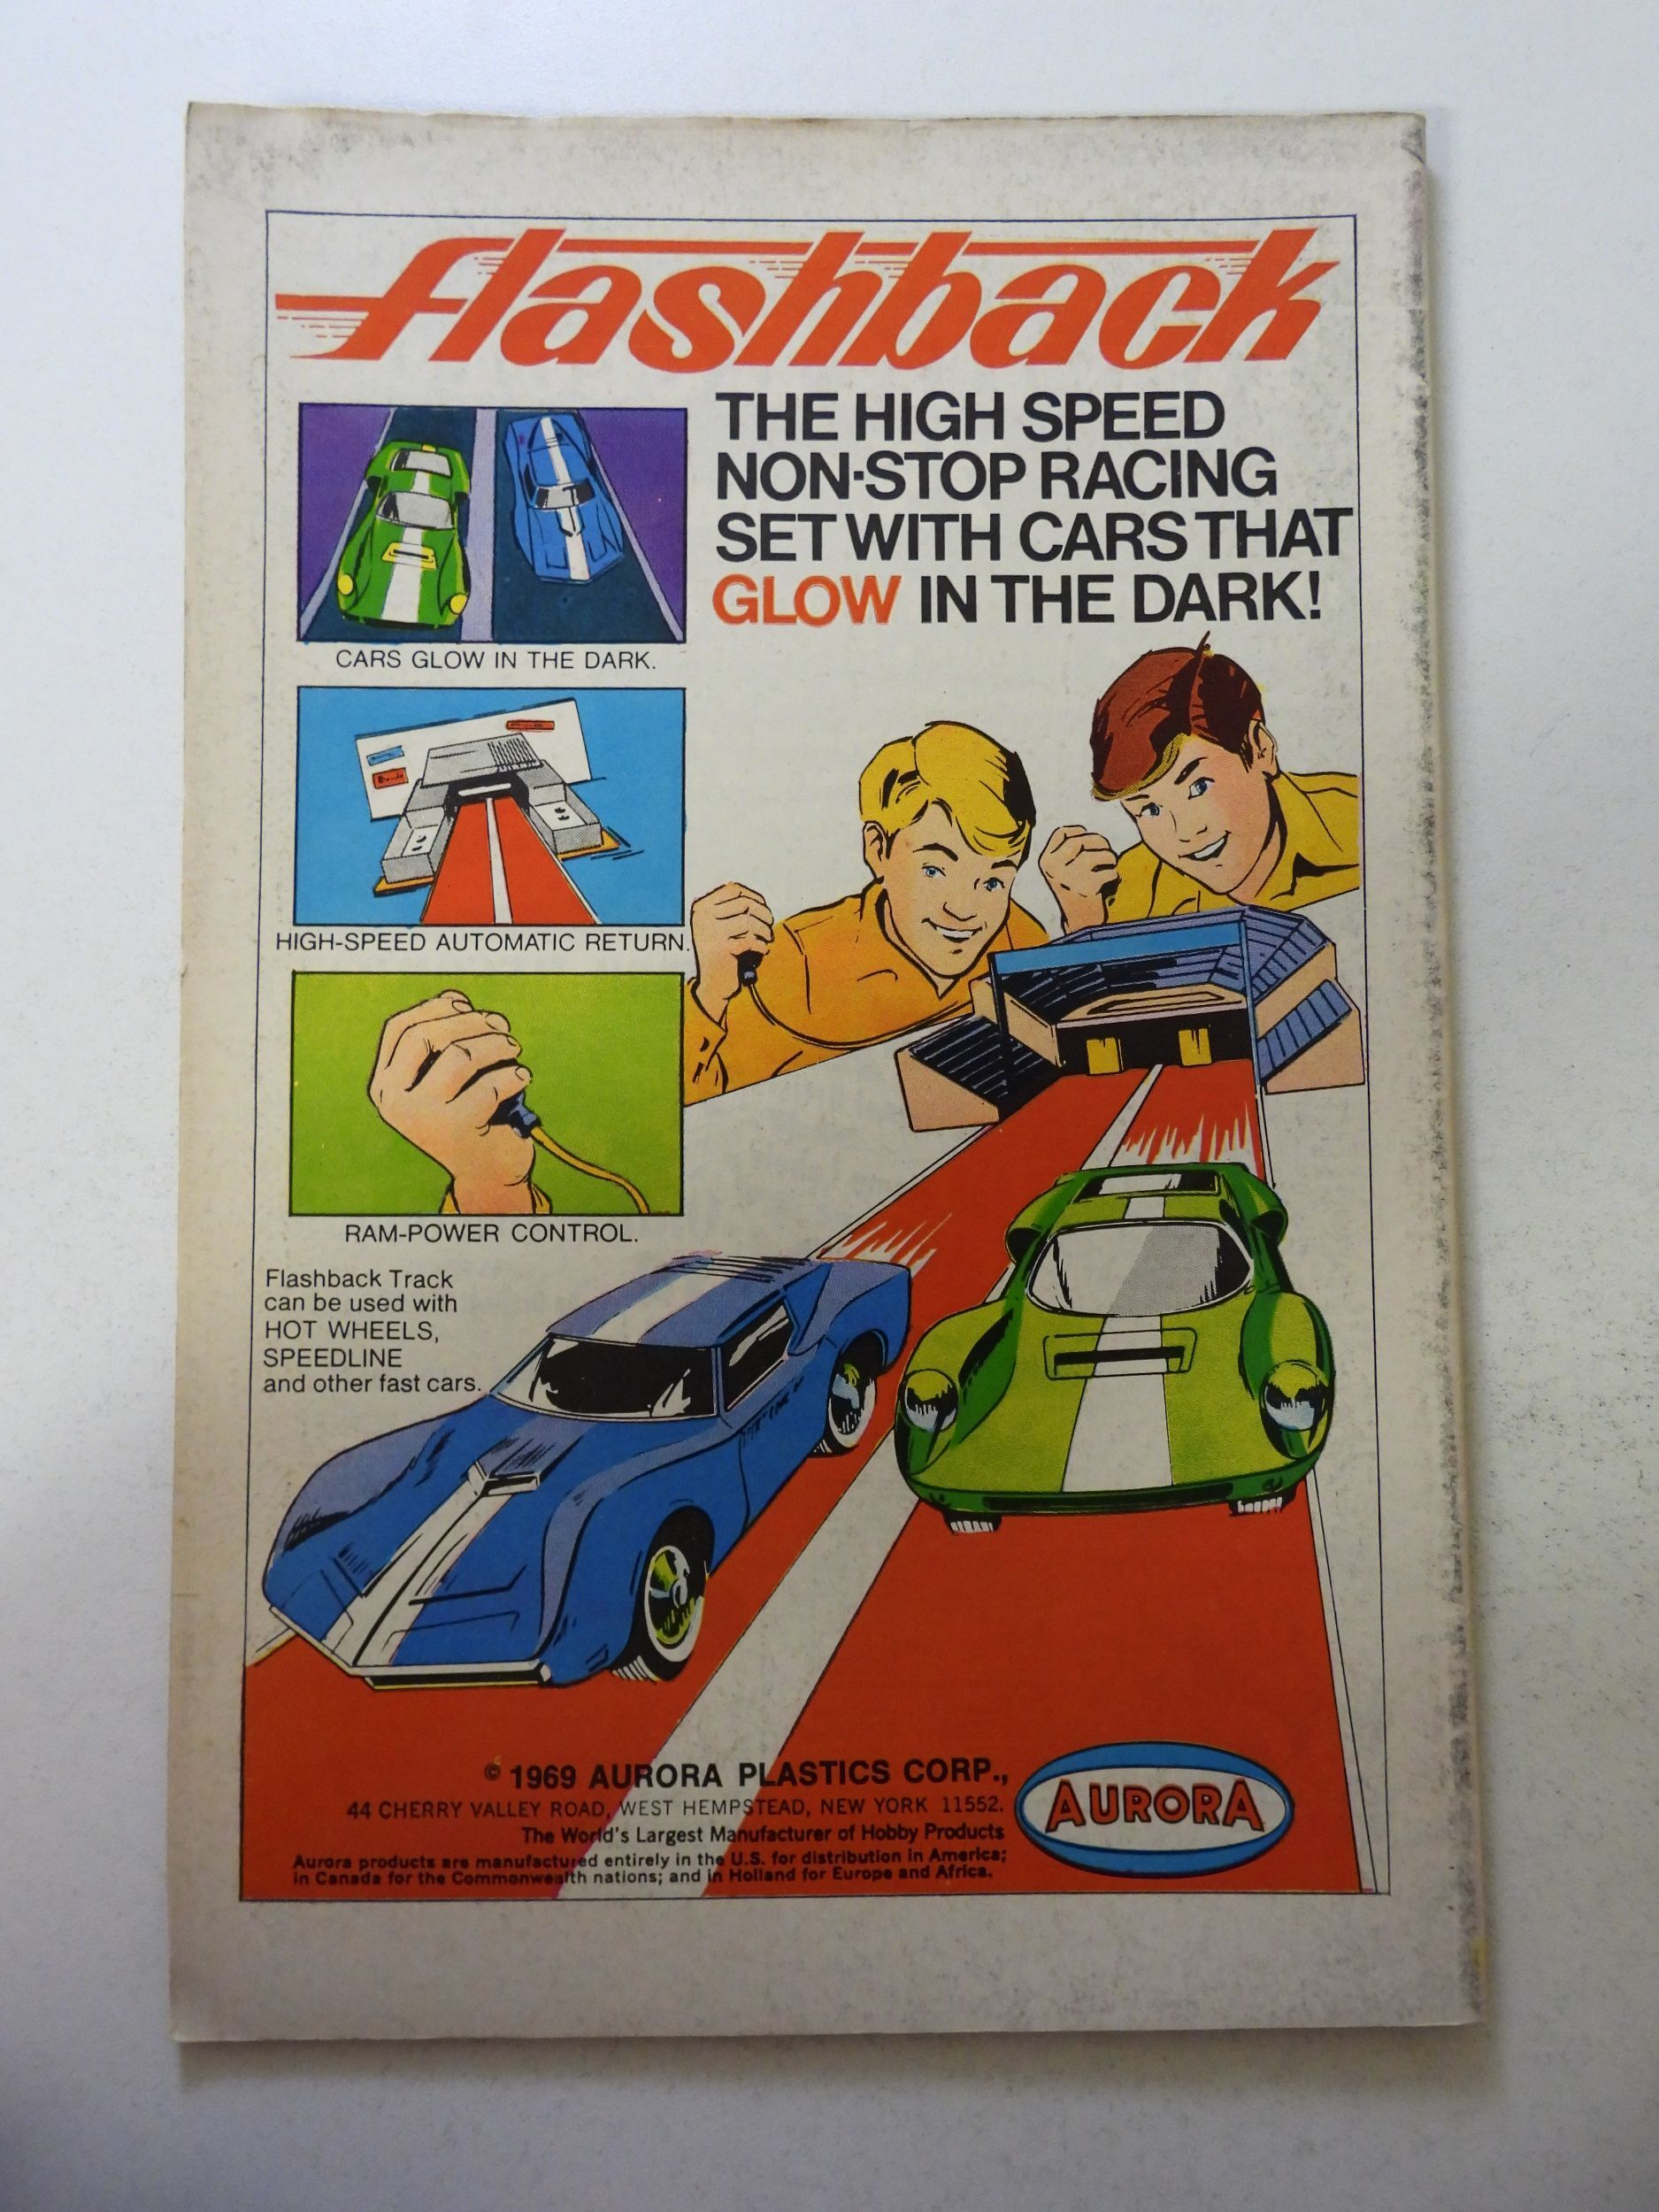 flashback
THE HIGH SPEED
NON-STOP RACING
SET WITH CARS THAT
GLOW IN THE DARK!
CARS GLOW IN THE DARK.
HIGH-SPEED AUTOMATIC RETURN.
RAM-POWER CONTROL.
Flashback Track
can be used with
HOT WHEELS,
SPEEDLINE
and other fast cars.
© 1969 AURORA PLASTICS CORP.,
44 CHERRY VALLEY ROAD, WEST HEMPSTEAD, NEW YORK 11552.
The World's Largest Manufacturer of Hobby Products
Aurora products are manufactured entirely in the U.S. for distribution in America;
in Canada for the Commonwealth nations; and in Holland for Europe and Africa.
AURORA